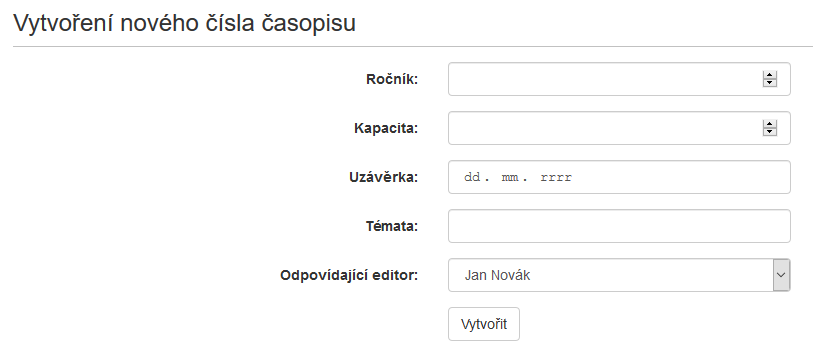 Vytvoření nového čísla časopisu
Ročník:
Kapacita:
Uzávěrka: dd. mm. rrrr
Témata:
Odpovídající editor: Jan Novák
Vytvořit